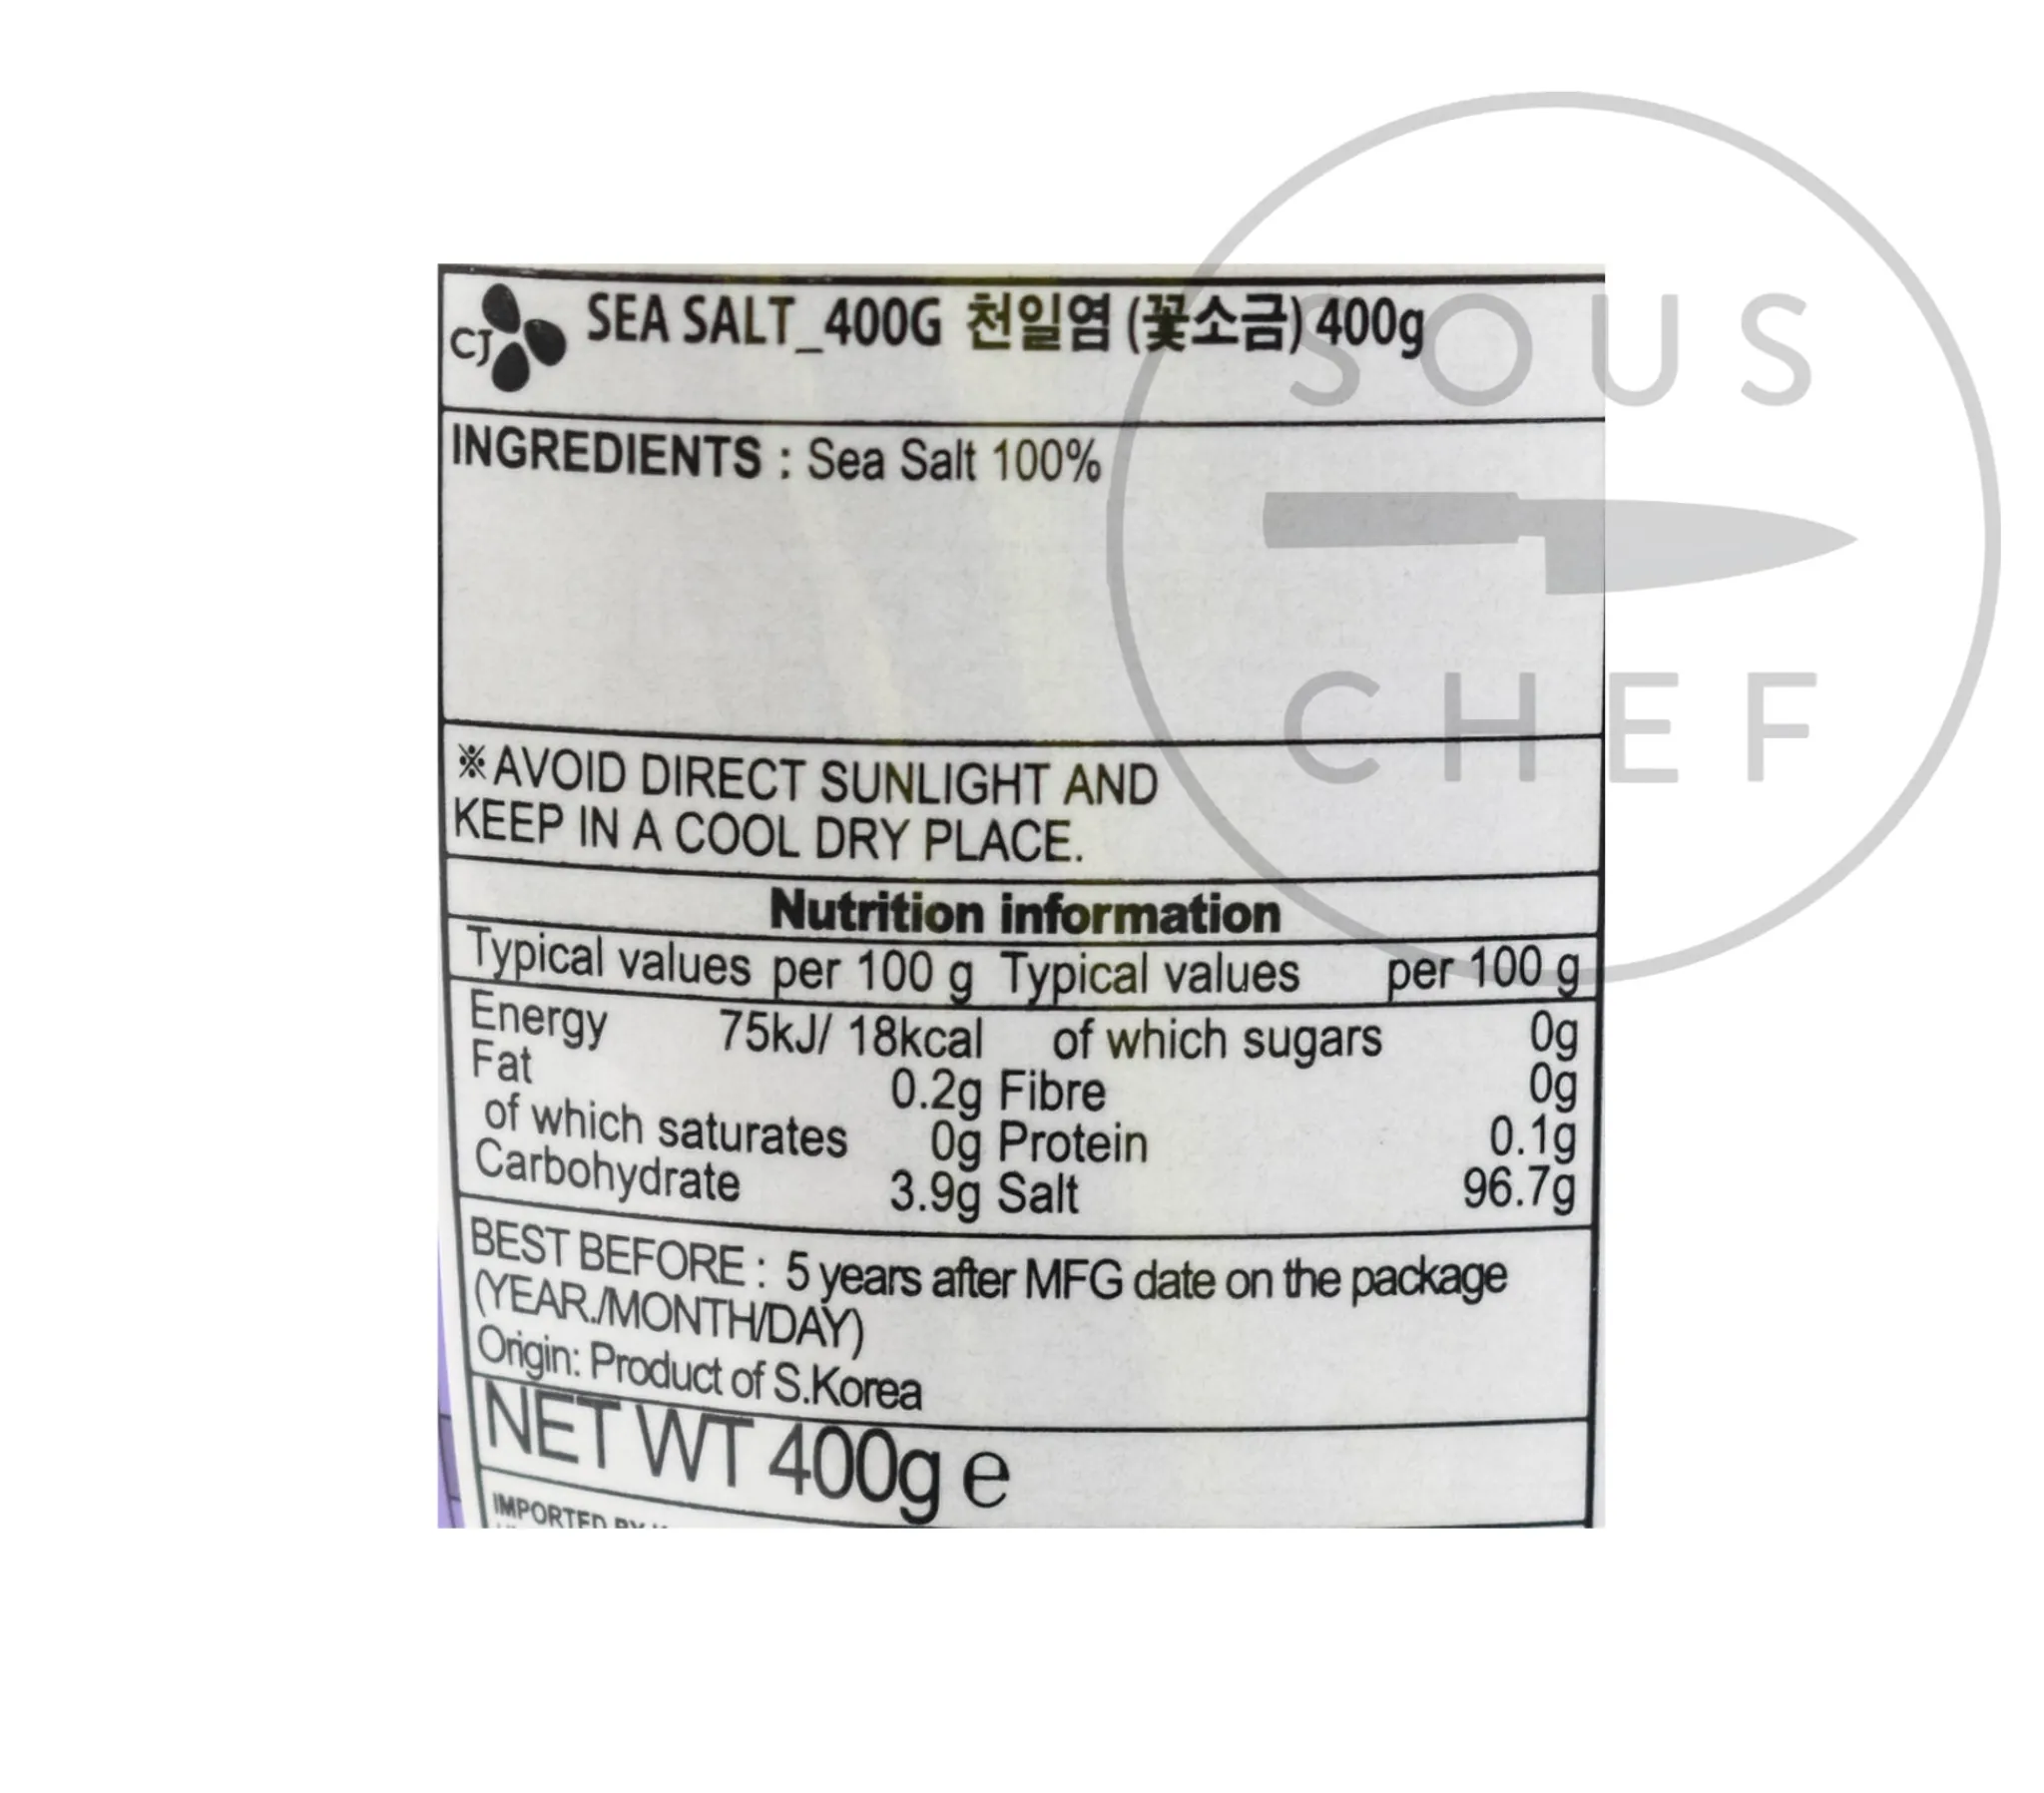 CJ
SEA SALT_400G 천일염 (꽃소금) 400g
INGREDIENTS : Sea Salt 100%
※AVOID DIRECT SUNLIGHT AND
KEEP IN A COOL DRY PLACE.
Nutrition information
Typical values per 100 g Typical values per 100 g
Energy 75kJ/ 18kcal of which sugars 0g
Fat 0.2g Fibre 0g
of which saturates 0g Protein 0.1g
Carbohydrate 3.9g Salt 96.7g
BEST BEFORE : 5 years after MFG date on the package
(YEAR./MONTH/DAY)
Origin: Product of S.Korea
NET WT 400g e
IMPORTED BY
SOUS
CHEF